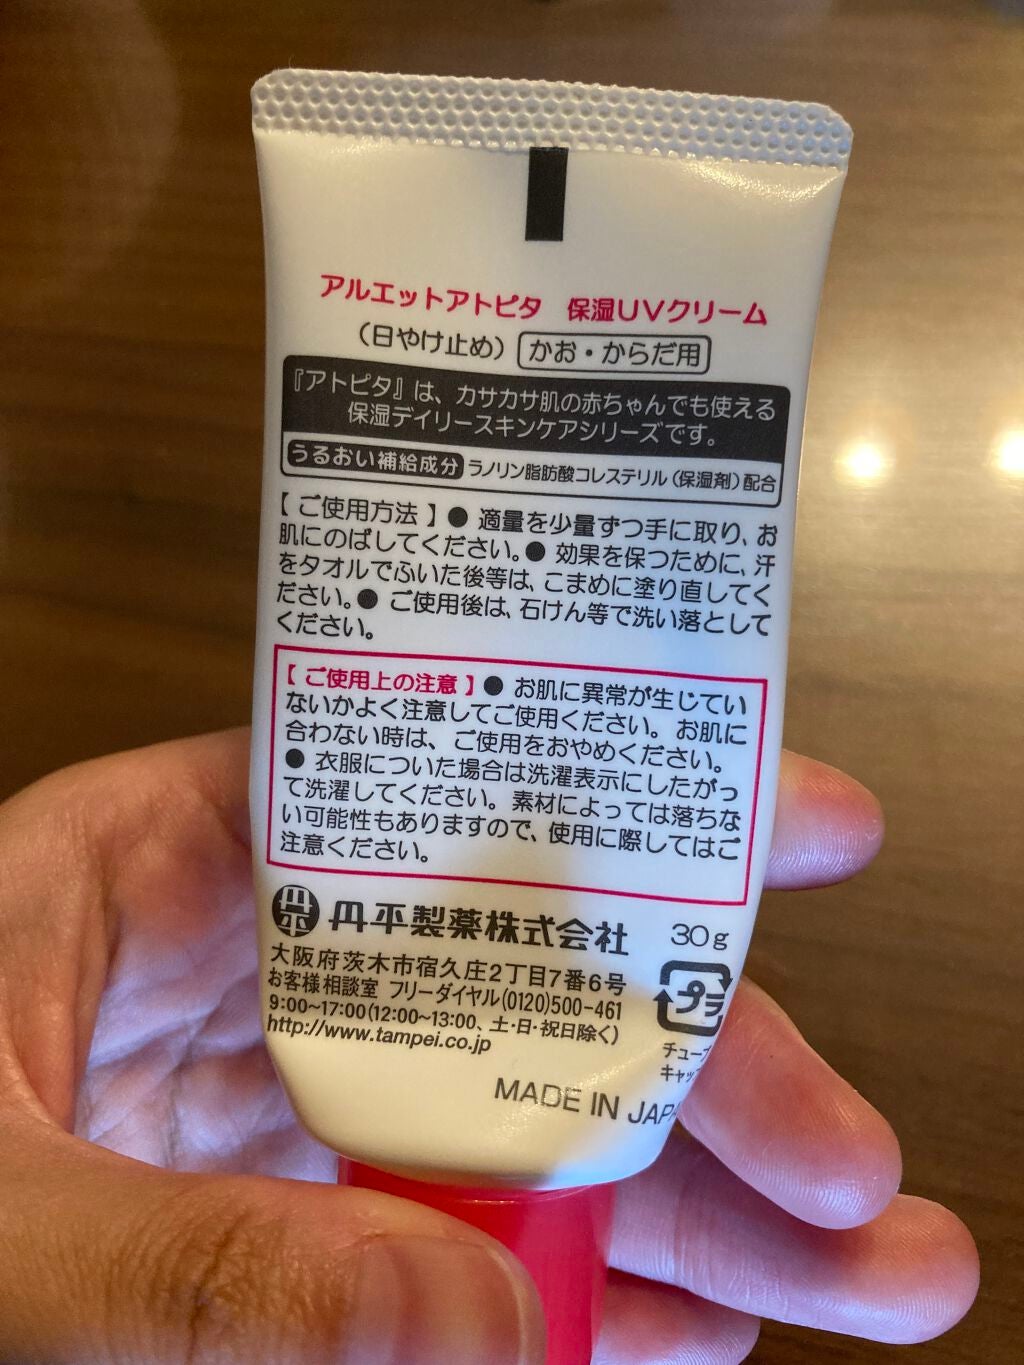 アルエットアトピタ 保湿UVクリーム
(日やけ止め) かお・からだ用
『アトピタ』は、カサカサ肌の赤ちゃんでも使える
保湿デイリースキンケアシリーズです。
うるおい補給成分 ラノリン脂肪酸コレステリル(保湿剤)配合
【ご使用方法】● 適量を少量ずつ手に取り、お
肌にのばしてください。● 効果を保つために、汗
をタオルでふいた後等は、こまめに塗り直してく
ださい。● ご使用後は、石けん等で洗い落として
ください。
【ご使用上の注意】● お肌に異常が生じてい
ないかよく注意してご使用ください。お肌に
合わない時は、ご使用をおやめください。
● 衣服についた場合は洗濯表示にしたがっ
て洗濯してください。素材によっては落ちな
い可能性もありますので、使用に際してはご
注意ください。
丹平 丹平製薬株式会社 30g
大阪府茨木市宿久庄2丁目7番6号
お客様相談室 フリーダイヤル(0120)500-461
9:00~17:00(12:00~13:00、土・日・祝日除く)
http://www.tampei.co.jp
プラ
チューブ
キャッ
MADE IN JAPA